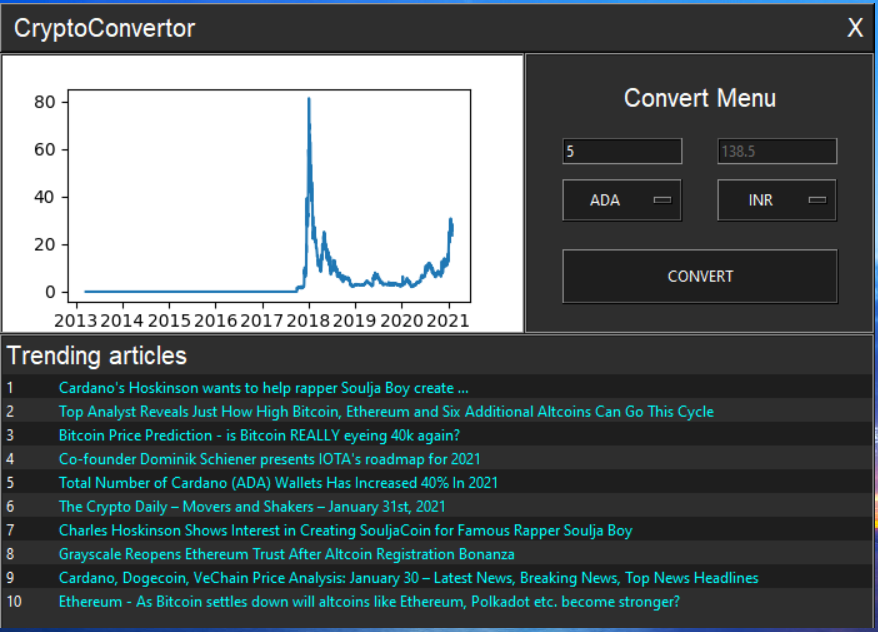 CryptoConvertor X
80
60
40
20
0
2013 2014 2015 2016 2017 2018 2019 2020 2021
Convert Menu
5 138.5
ADA INR
CONVERT
Trending articles
1 Cardano's Hoskinson wants to help rapper Soulja Boy create ...
2 Top Analyst Reveals Just How High Bitcoin, Ethereum and Six Additional Altcoins Can Go This Cycle
3 Bitcoin Price Prediction - is Bitcoin REALLY eyeing 40k again?
4 Co-founder Dominik Schiener presents IOTA's roadmap for 2021
5 Total Number of Cardano (ADA) Wallets Has Increased 40% In 2021
6 The Crypto Daily – Movers and Shakers – January 31st, 2021
7 Charles Hoskinson Shows Interest in Creating SouljaCoin for Famous Rapper Soulja Boy
8 Grayscale Reopens Ethereum Trust After Altcoin Registration Bonanza
9 Cardano, Dogecoin, VeChain Price Analysis: January 30 – Latest News, Breaking News, Top News Headlines
10 Ethereum - As Bitcoin settles down will altcoins like Ethereum, Polkadot etc. become stronger?